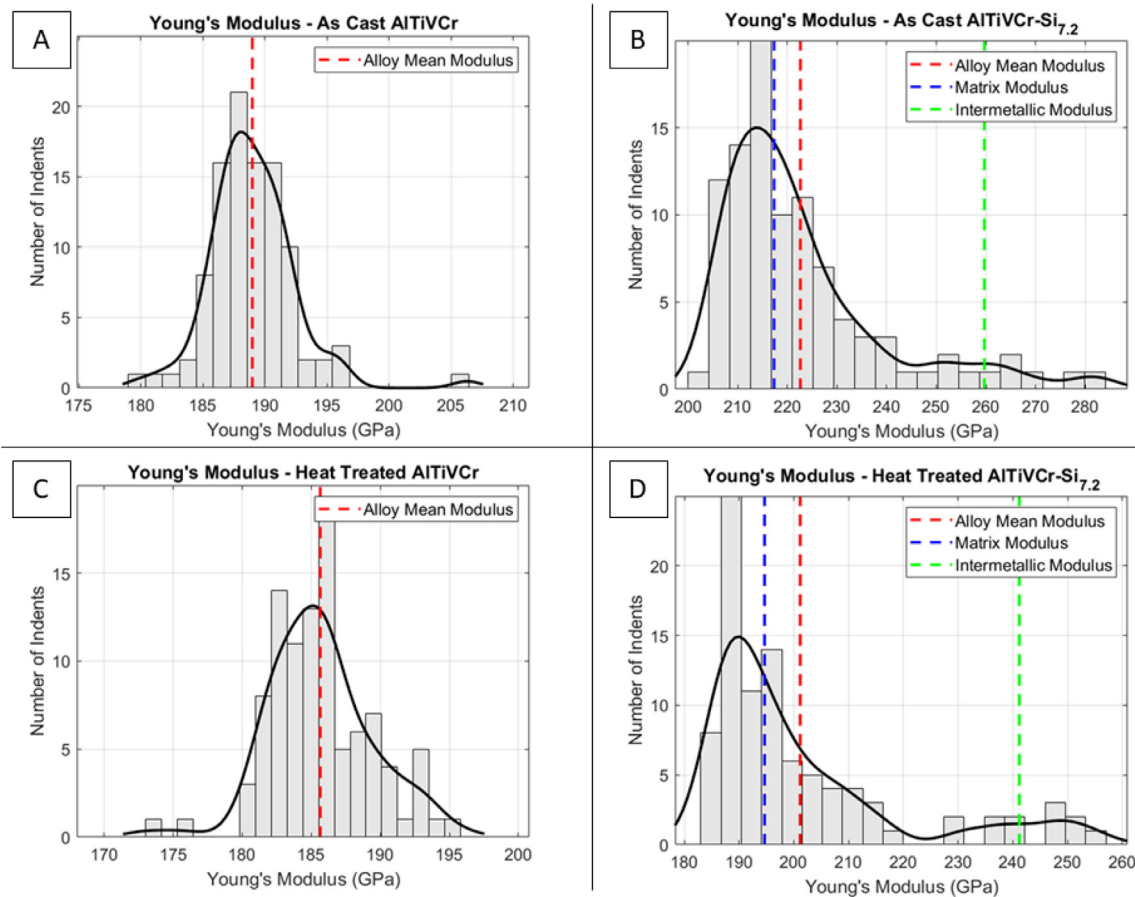 A
Young's Modulus - As Cast AlTiVCr
Alloy Mean Modulus
Number of Indents
20
15
10
5
0
175 180 185 190 195 200 205 210
Young's Modulus (GPa)
B
Young's Modulus - As Cast AlTiVCr-Si7.2
Alloy Mean Modulus
Matrix Modulus
Intermetallic Modulus
Number of Indents
15
10
5
0
200 210 220 230 240 250 260 270 280
Young's Modulus (GPa)
C
Young's Modulus - Heat Treated AlTiVCr
Alloy Mean Modulus
Number of Indents
15
10
5
0
170 175 180 185 190 195 200
Young's Modulus (GPa)
D
Young's Modulus - Heat Treated AlTiVCr-Si7.2
Alloy Mean Modulus
Matrix Modulus
Intermetallic Modulus
Number of Indents
20
15
10
5
0
180 190 200 210 220 230 240 250 260
Young's Modulus (GPa)